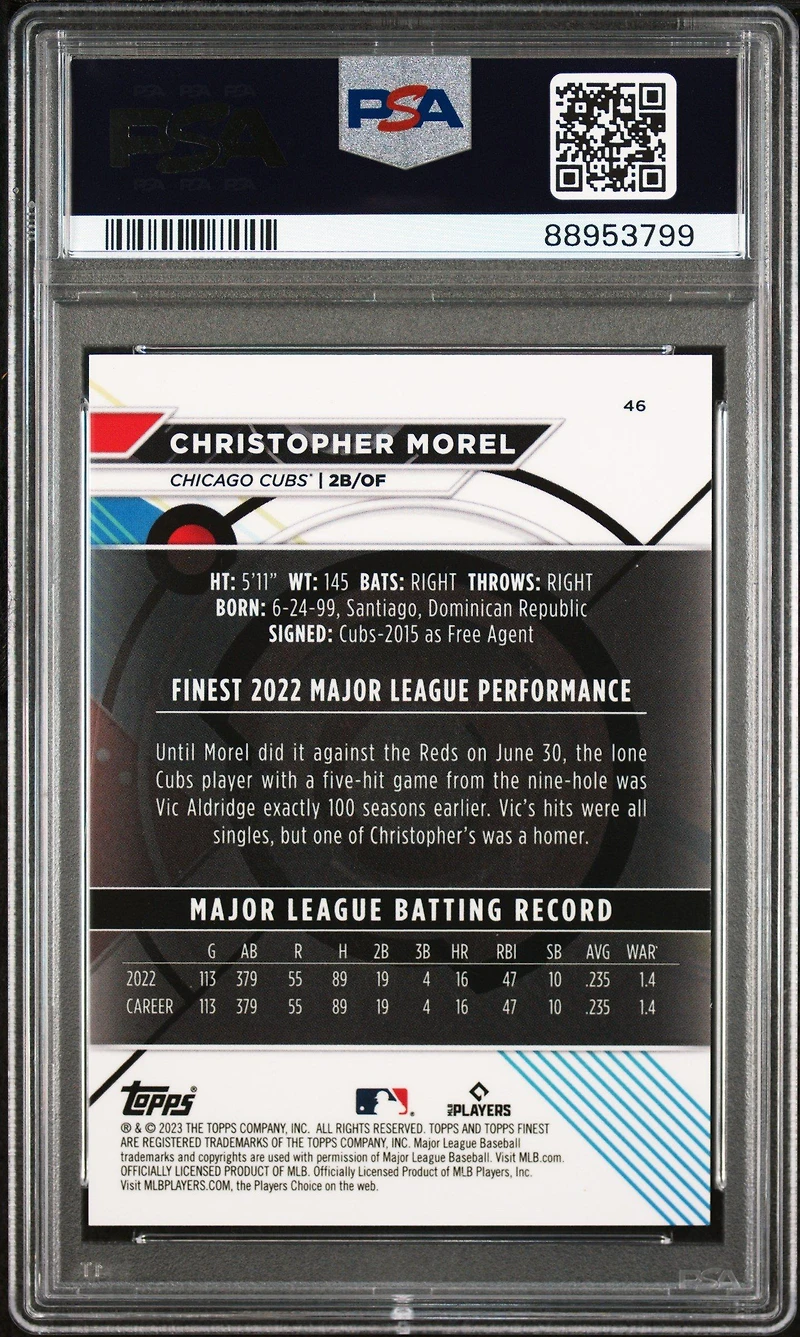 PSA PSA PSA
PSA
PSA PSA PSA
PSA
88953799
46
CHRISTOPHER MOREL
CHICAGO CUBS® | 2B/OF
HT: 5'11" WT: 145 BATS: RIGHT THROWS: RIGHT
BORN: 6-24-99, Santiago, Dominican Republic
SIGNED: Cubs-2015 as Free Agent
FINEST 2022 MAJOR LEAGUE PERFORMANCE
Until Morel did it against the Reds on June 30, the lone
Cubs player with a five-hit game from the nine-hole was
Vic Aldridge exactly 100 seasons earlier. Vic's hits were all
singles, but one of Christopher's was a homer.
MAJOR LEAGUE BATTING RECORD
G AB R H 2B 3B HR RBI SB AVG WAR
2022 113 379 55 89 19 4 16 47 10 .235 1.4
CAREER 113 379 55 89 19 4 16 47 10 .235 1.4
Topps®
MLB PLAYERS
® & © 2023 THE TOPPS COMPANY, INC. ALL RIGHTS RESERVED. TOPPS AND TOPPS FINEST
ARE REGISTERED TRADEMARKS OF THE TOPPS COMPANY, INC. Major League Baseball
trademarks and copyrights are used with permission of Major League Baseball. Visit MLB.com.
OFFICIALLY LICENSED PRODUCT OF MLB. Officially Licensed Product of MLB Players, Inc.
Visit MLBPLAYERS.COM, the Players Choice on the web.
PSA